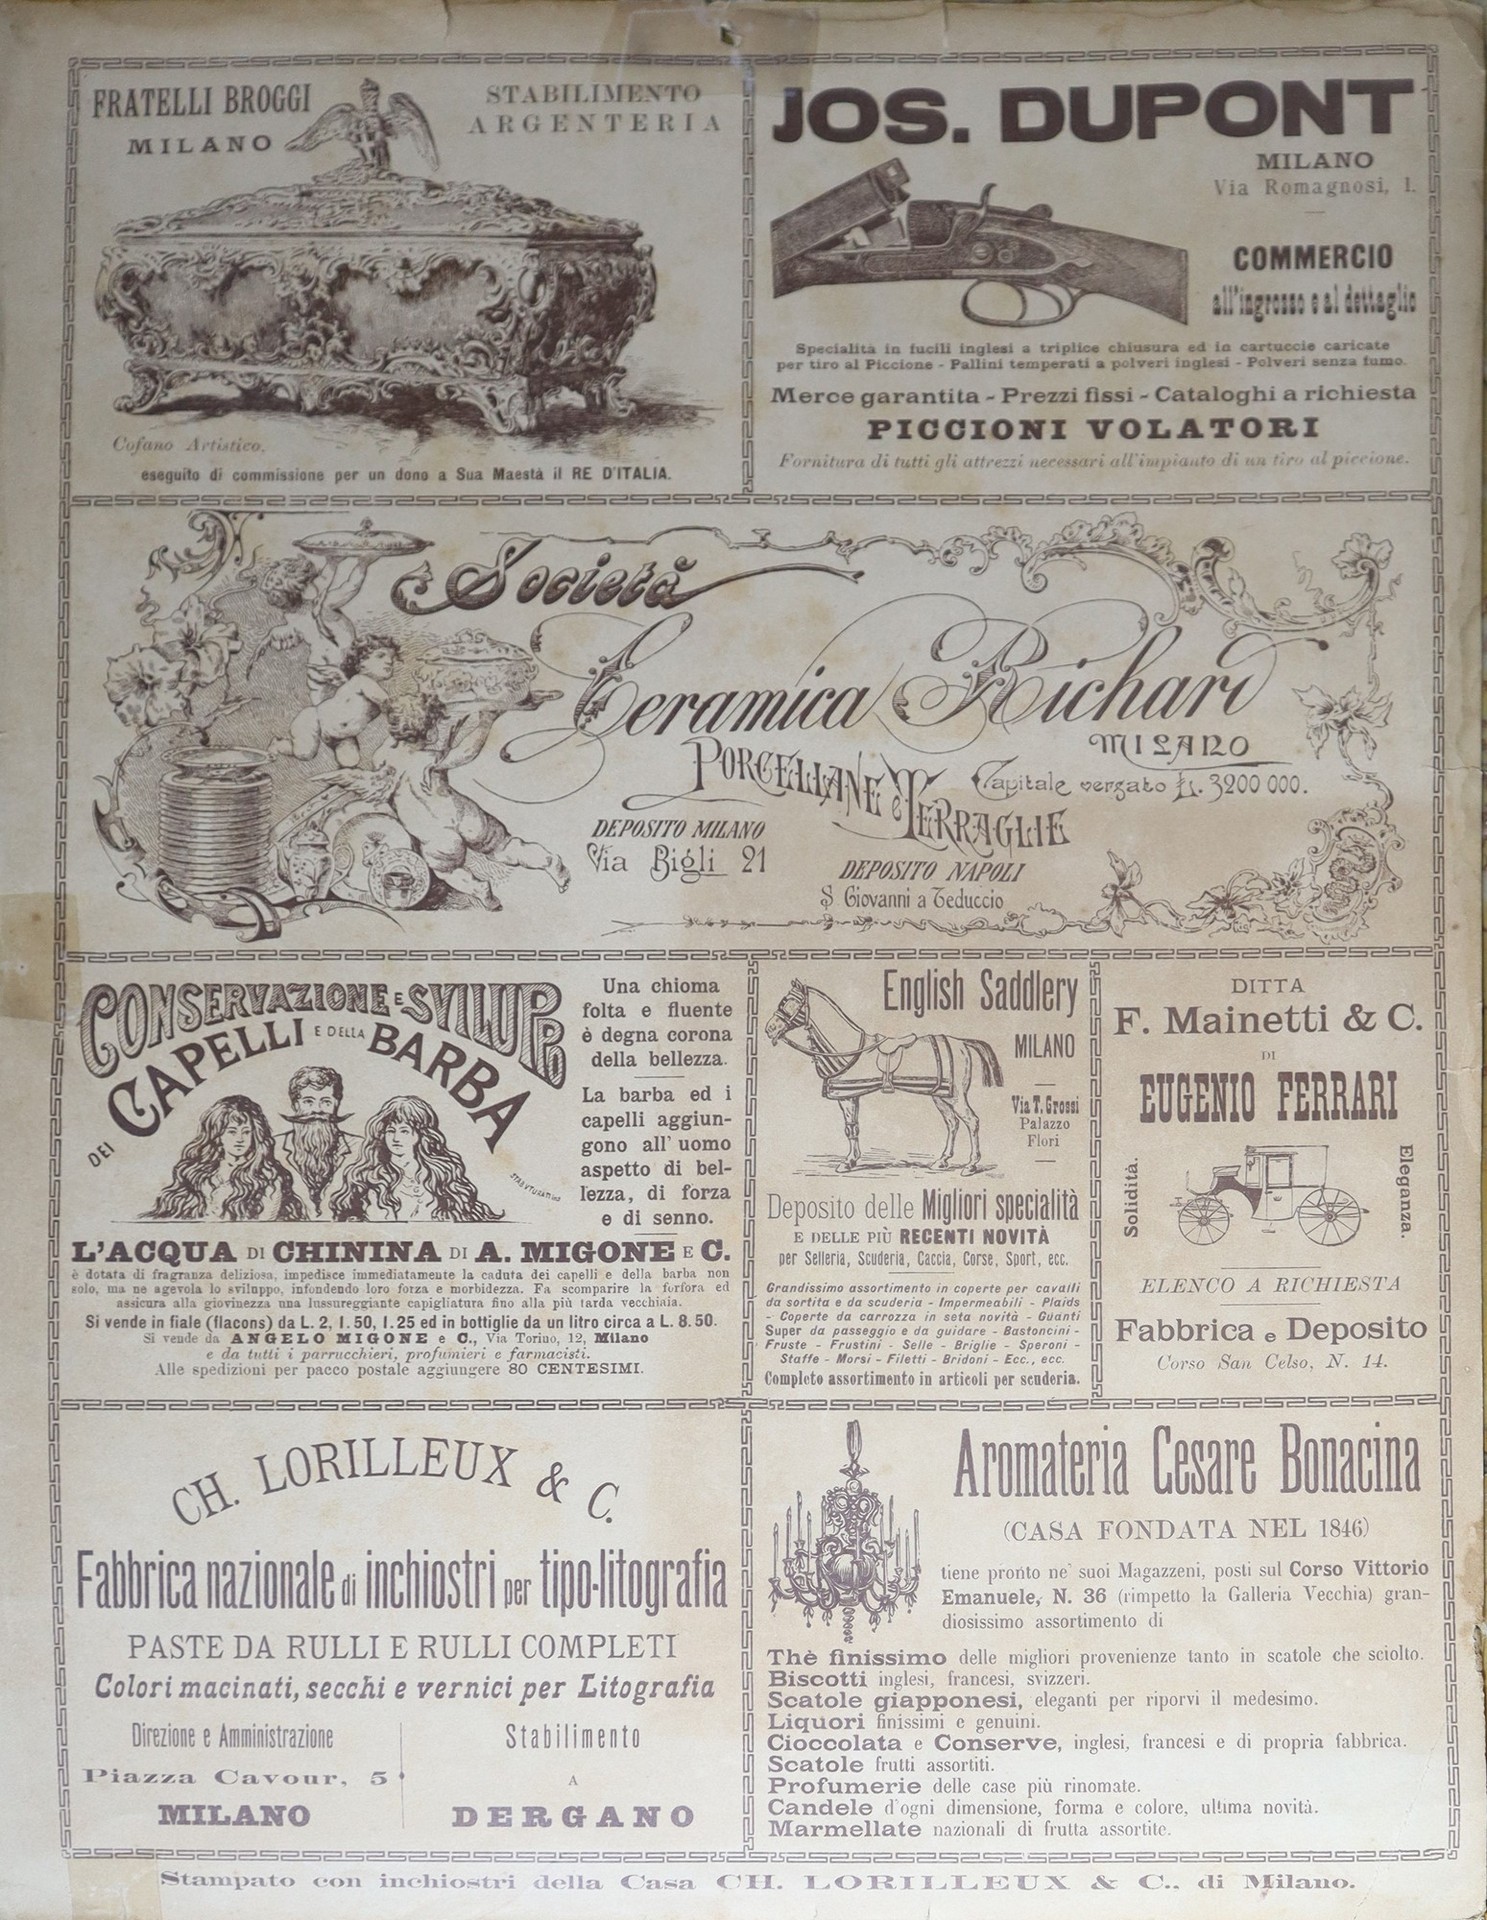 FRATELLI BROGGI
MILANO
STABILIMENTO
ARGENTERIA
Cofano Artistico,
eseguito di commissione per un dono a Sua Maestà il RE D'ITALIA.
JOS. DUPONT
MILANO
Via Romagnosi, 1.
COMMERCIO
all'ingrosso e al dettaglio
Specialità in fucili inglesi a triplice chiusura ed in cartuccie caricate
per tiro al Piccione - Pallini temperati a polveri inglesi - Polveri senza fumo.
Merce garantita - Prezzi fissi - Cataloghi a richiesta
PICCIONI VOLATORI
Fornitura di tutti gli attrezzi necessari all'impianto di un tiro al piccione.
Società
Ceramica Richard
MILANO
PORCELLANE e TERRAGLIE
Capitale versato L. 3200 000.
DEPOSITO MILANO
Via Bigli 21
DEPOSITO NAPOLI
S. Giovanni a Teduccio
CONSERVAZIONE E SVILUPPO
DEI CAPELLI E DELLA BARBA
Una chioma
folta e fluente
è degna corona
della bellezza.
La barba ed i
capelli aggiun-
gono all' uomo
aspetto di bel-
lezza, di forza
e di senno.
L'ACQUA DI CHININA DI A. MIGONE E C.
è dotata di fragranza deliziosa, impedisce immediatamente la caduta dei capelli e della barba non
solo, ma ne agevola lo sviluppo, infondendo loro forza e morbidezza. Fa scomparire la forfora ed
assicura alla giovinezza una lussureggiante capigliatura fino alla più tarda vecchiaia.
Si vende in fiale (flacons) da L. 2, 1.50, 1.25 ed in bottiglie da un litro circa a L. 8.50.
Si vende da ANGELO MIGONE e C., Via Torino, 12, Milano
e da tutti i parrucchieri, profumieri e farmacisti.
Alle spedizioni per pacco postale aggiungere 80 CENTESIMI.
English Saddlery
MILANO
Via T. Grossi
Palazzo
Flori
Deposito delle Migliori specialità
E DELLE PIÙ RECENTI NOVITÀ
per Selleria, Scuderia, Caccia, Corse, Sport, ecc.
Grandissimo assortimento in coperte per cavalli
da sortita e da scuderia - Impermeabili - Plaids
- Coperte da carrozza in seta novità - Guanti
Super da passeggio e da guidare - Bastoncini -
Fruste - Frustini - Selle - Briglie - Speroni -
Staffe - Morsi - Filetti - Bridoni - Ecc., ecc.
Completo assortimento in articoli per scuderia.
DITTA
F. Mainetti & C.
DI
EUGENIO FERRARI
Solidità.
Eleganza.
ELENCO A RICHIESTA
Fabbrica e Deposito
Corso San Celso, N. 14.
CH. LORILLEUX & C.
Fabbrica nazionale di inchiostri per tipo-litografia
PASTE DA RULLI E RULLI COMPLETI
Colori macinati, secchi e vernici per Litografia
Direzione e Amministrazione
Piazza Cavour, 5
MILANO
Stabilimento
A
DERGANO
Aromateria Cesare Bonacina
(CASA FONDATA NEL 1846)
tiene pronto ne' suoi Magazzeni, posti sul Corso Vittorio
Emanuele, N. 36 (rimpetto la Galleria Vecchia) gran-
diosissimo assortimento di
Thè finissimo delle migliori provenienze tanto in scatole che sciolto.
Biscotti inglesi, francesi, svizzeri.
Scatole giapponesi, eleganti per riporvi il medesimo.
Liquori finissimi e genuini.
Cioccolata e Conserve, inglesi, francesi e di propria fabbrica.
Scatole frutti assortiti.
Profumerie delle case più rinomate.
Candele d'ogni dimensione, forma e colore, ultima novità.
Marmellate nazionali di frutta assortite.
Stampato con inchiostri della Casa CH. LORILLEUX & C., di Milano.